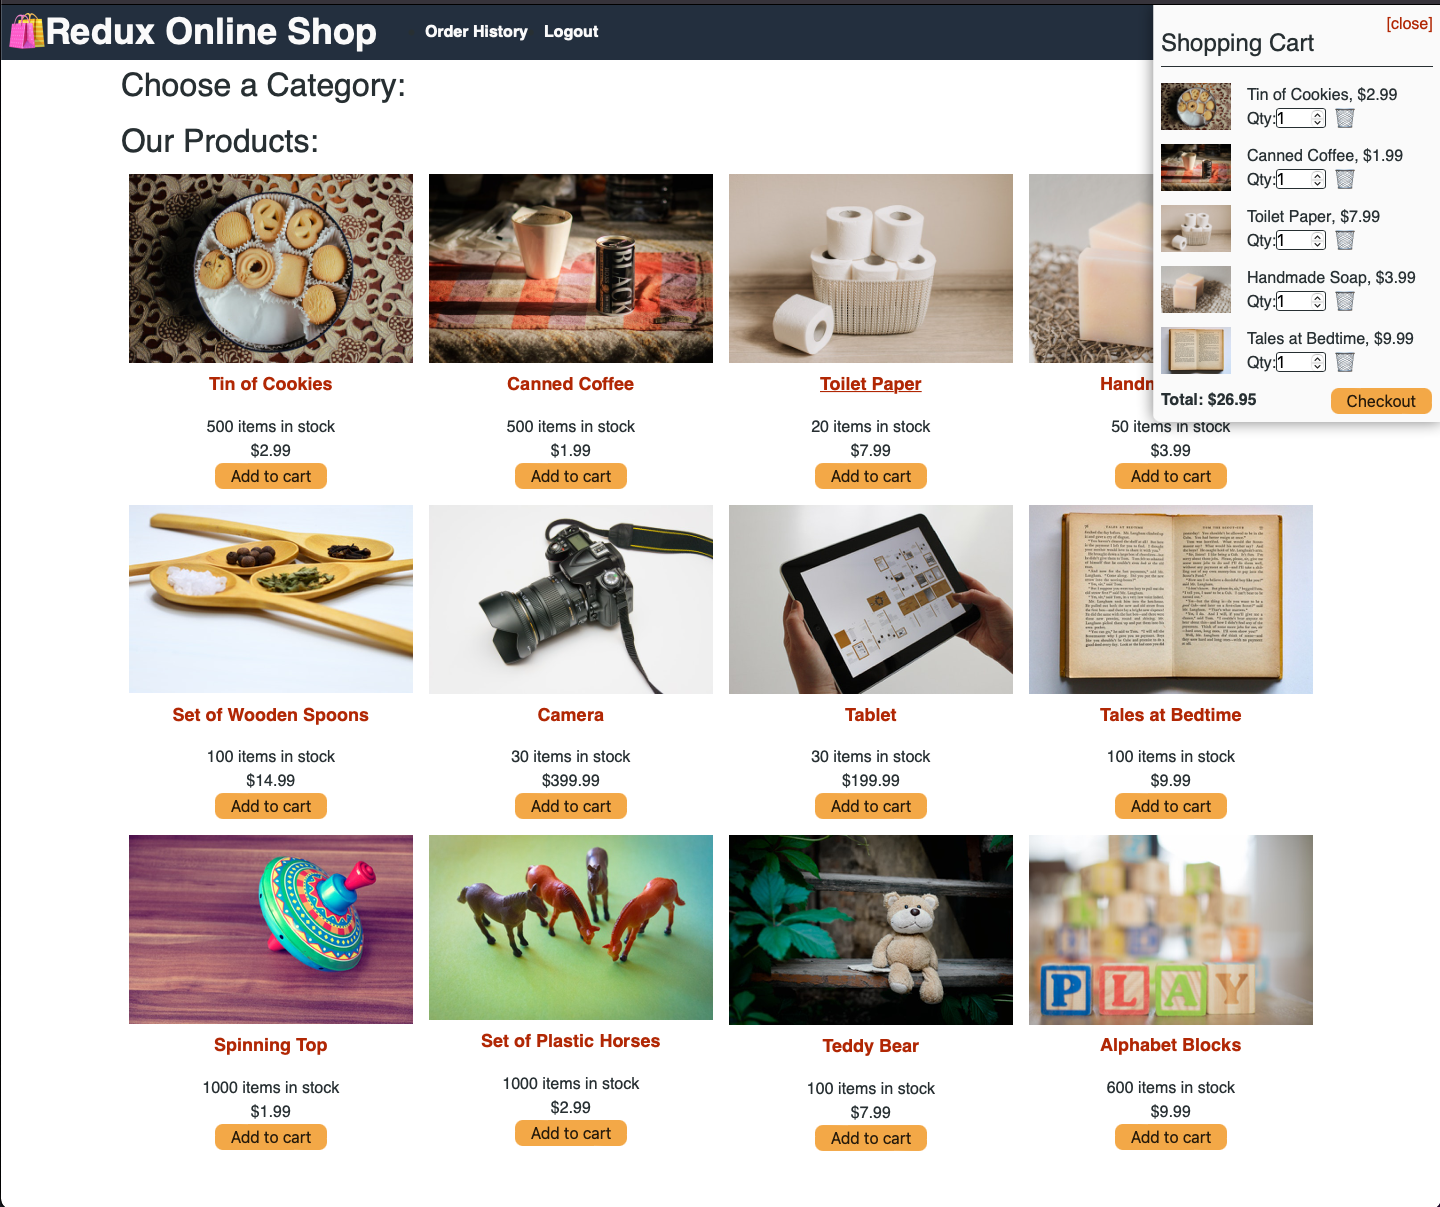 Redux Online Shop
Order History Logout
[close]
Shopping Cart
Tin of Cookies, $2.99
Qty:1
Canned Coffee, $1.99
Qty:1
Toilet Paper, $7.99
Qty:1
Handmade Soap, $3.99
Qty:1
Tales at Bedtime, $9.99
Qty:1
Total: $26.95 Checkout
Choose a Category:
Our Products:
BLACK
Tin of Cookies
500 items in stock
$2.99
Add to cart
Canned Coffee
500 items in stock
$1.99
Add to cart
Toilet Paper
20 items in stock
$7.99
Add to cart
50 items in stock
$3.99
Add to cart
Set of Wooden Spoons
100 items in stock
$14.99
Add to cart
Camera
30 items in stock
$399.99
Add to cart
Tablet
30 items in stock
$199.99
Add to cart
TALES AT BEDTIME
Tales at Bedtime
100 items in stock
$9.99
Add to cart
Spinning Top
1000 items in stock
$1.99
Add to cart
Set of Plastic Horses
1000 items in stock
$2.99
Add to cart
Teddy Bear
100 items in stock
$7.99
Add to cart
PLAY
Alphabet Blocks
600 items in stock
$9.99
Add to cart